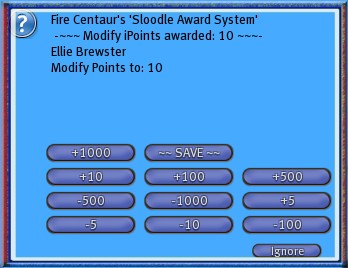 Fire Centaur's 'Sloodle Award System'
-~~~ Modify iPoints awarded: 10 ~~~-
Ellie Brewster
Modify Points to: 10
+1000 ~~ SAVE ~~
+10 +100 +500
-500 -1000 +5
-5 -10 -100
Ignore